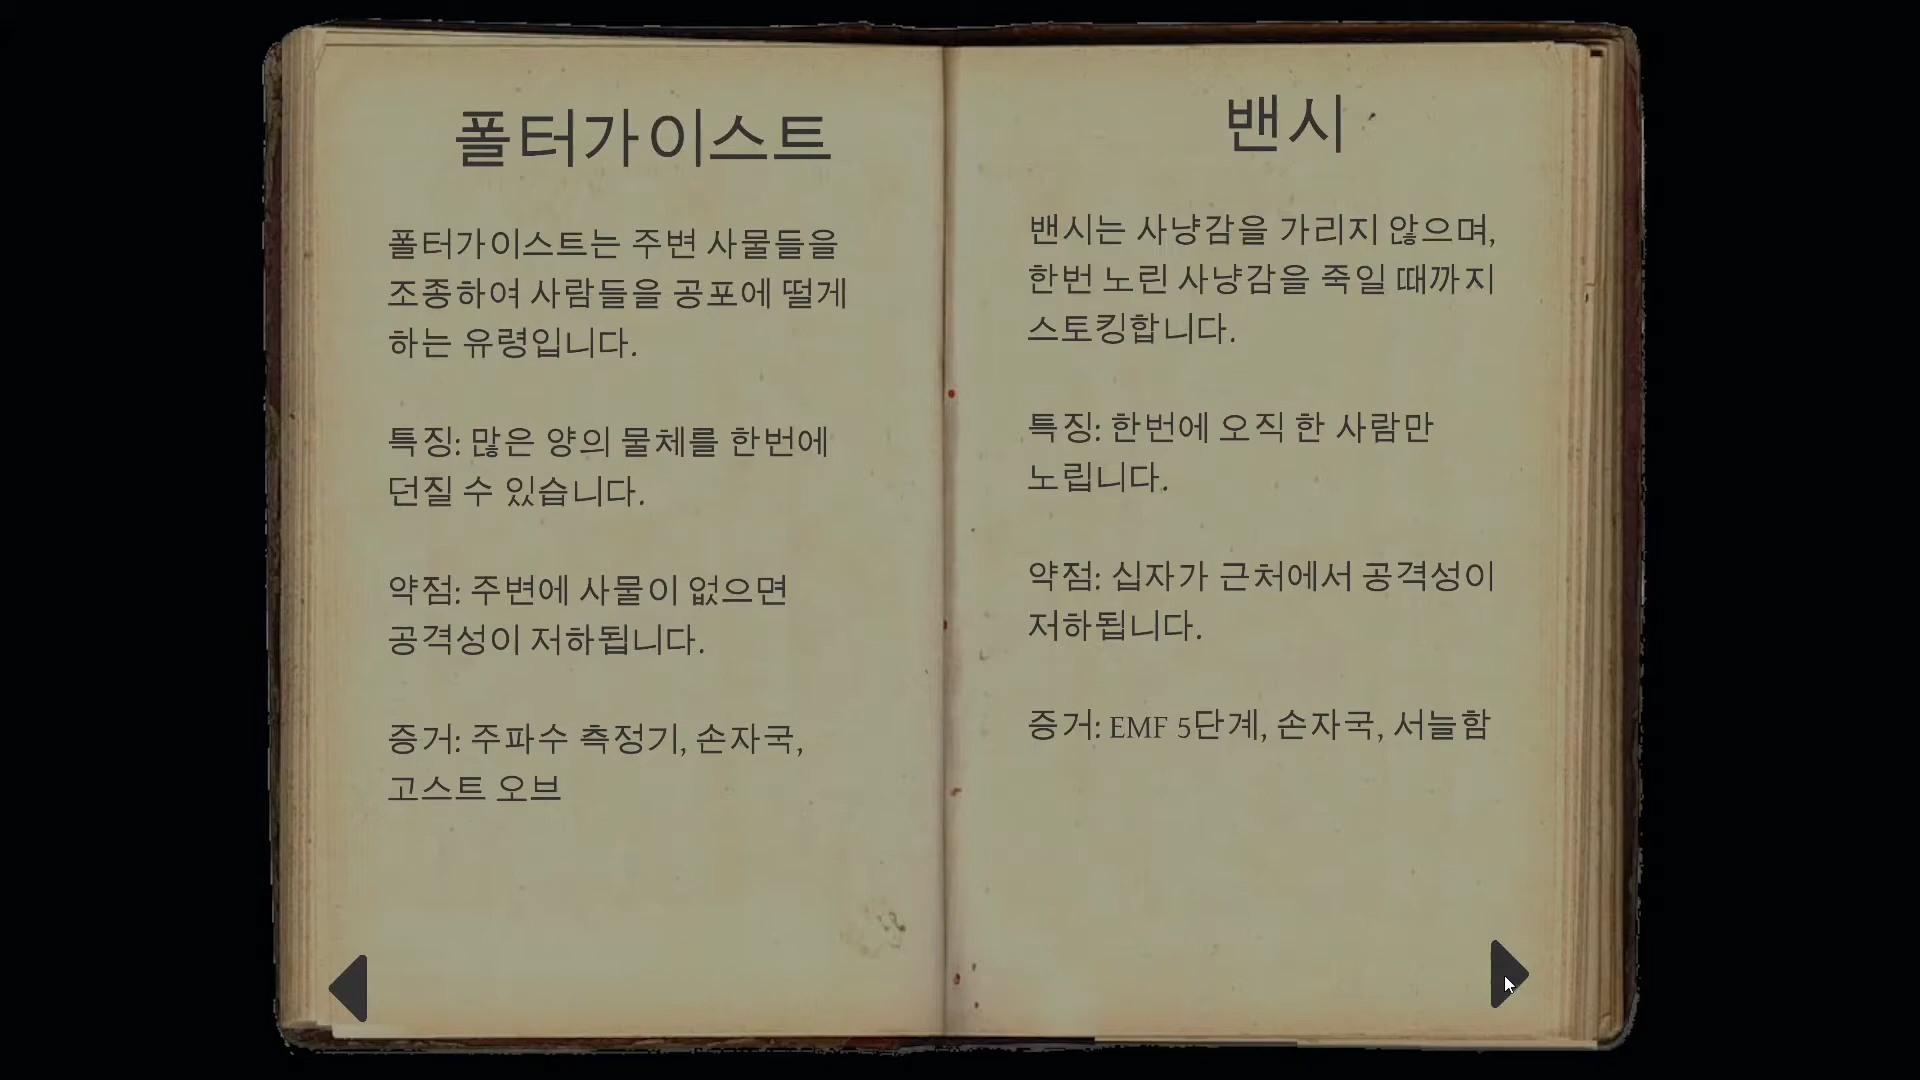 폴터가이스트
폴터가이스트는 주변 사물들을
조종하여 사람들을 공포에 떨게
하는 유령입니다.
특징: 많은 양의 물체를 한번에
던질 수 있습니다.
약점: 주변에 사물이 없으면
공격성이 저하됩니다.
증거: 주파수 측정기, 손자국,
고스트 오브
밴시
밴시는 사냥감을 가리지 않으며,
한번 노린 사냥감을 죽일 때까지
스토킹합니다.
특징: 한번에 오직 한 사람만
노립니다.
약점: 십자가 근처에서 공격성이
저하됩니다.
증거: EMF 5단계, 손자국, 서늘함